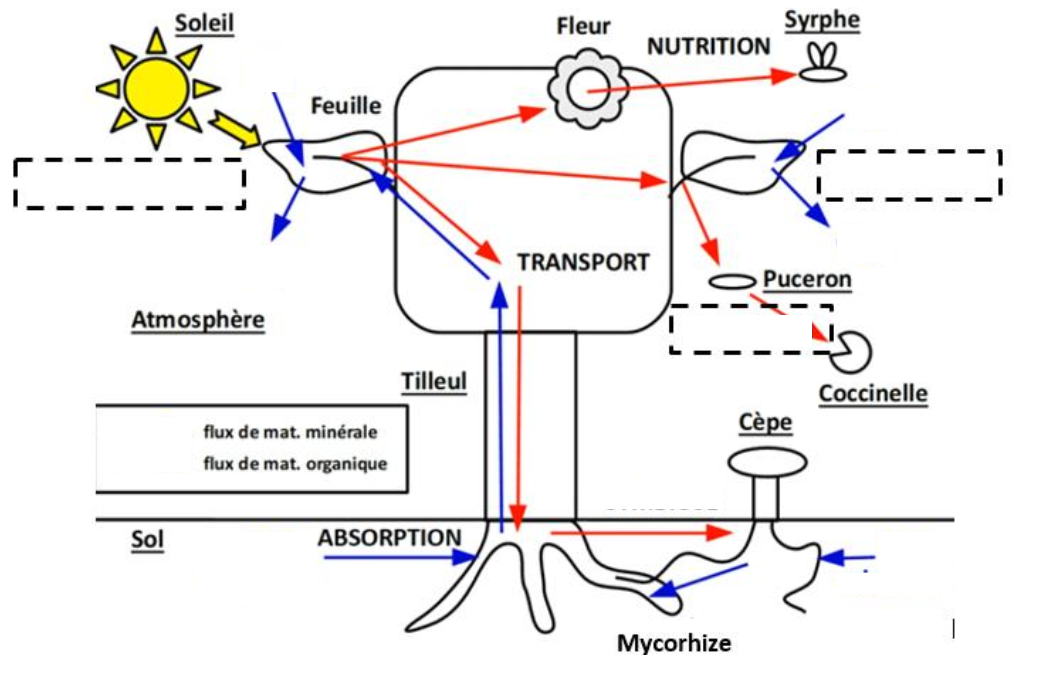 Soleil
Fleur
Syrphe
NUTRITION
Feuille
TRANSPORT
Puceron
Atmosphère
Tilleul
Coccinelle
Cèpe
flux de mat. minérale
flux de mat. organique
Sol
ABSORPTION
Mycorhize